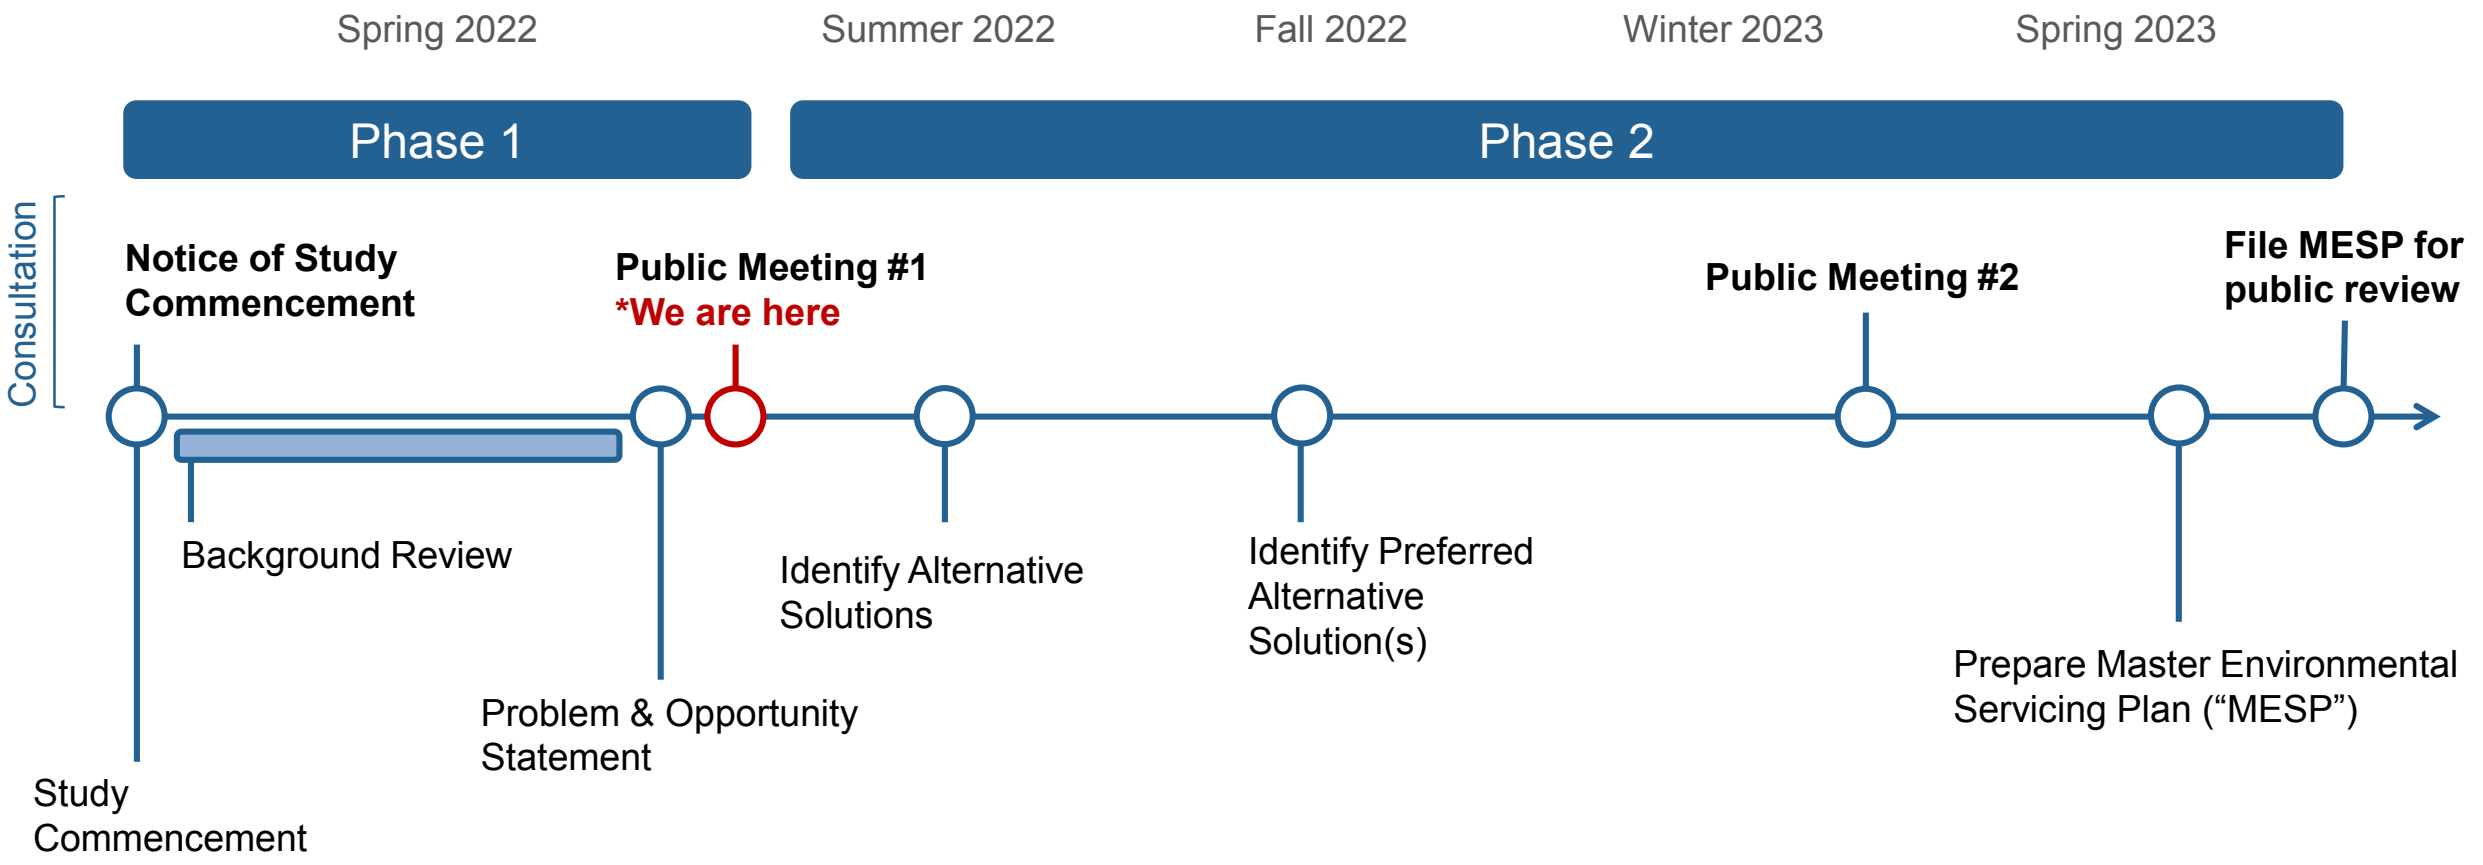 Spring 2022
Summer 2022
Fall 2022
Winter 2023
Spring 2023
Phase 1
Phase 2
Consultation
Notice of Study
Commencement
Public Meeting #1
*We are here
Public Meeting #2
File MESP for
public review
Background Review
Identify Alternative
Solutions
Identify Preferred
Alternative
Solution(s)
Problem & Opportunity
Statement
Prepare Master Environmental
Servicing Plan (“MESP”)
Study
Commencement